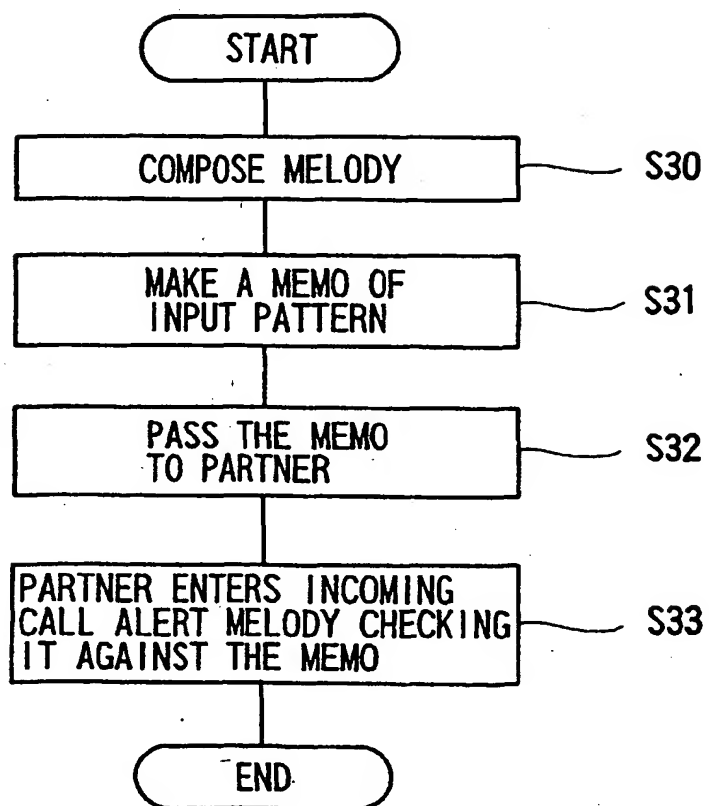 START
COMPOSE MELODY
S30
MAKE A MEMO OF
INPUT PATTERN
S31
PASS THE MEMO
TO PARTNER
S32
PARTNER ENTERS INCOMING
CALL ALERT MELODY CHECKING
IT AGAINST THE MEMO
S33
END